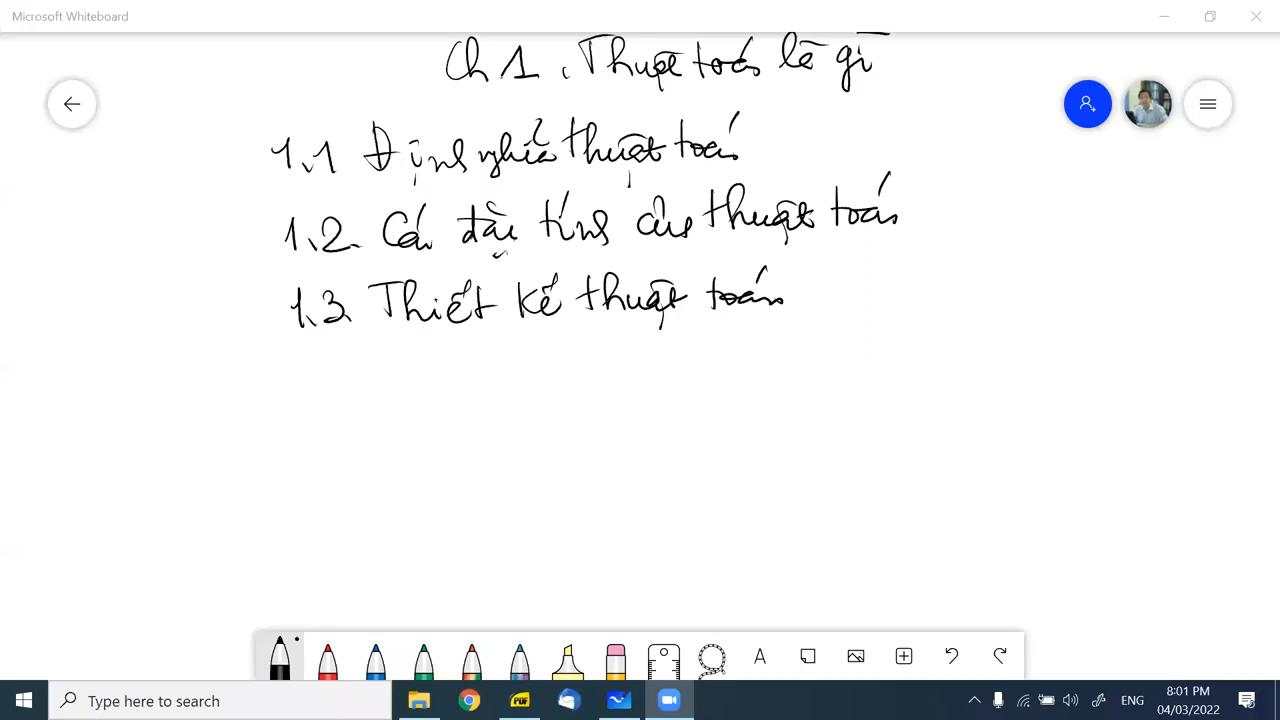 Microsoft Whiteboard
Ch 1. Thuật toán là gì
1.1 Định nghĩa thuật toán
1.2. Các đặc tính của thuật toán
1.3. Thiết kế thuật toán
A
Type here to search
PDF
ENG
8:01 PM
04/03/2022